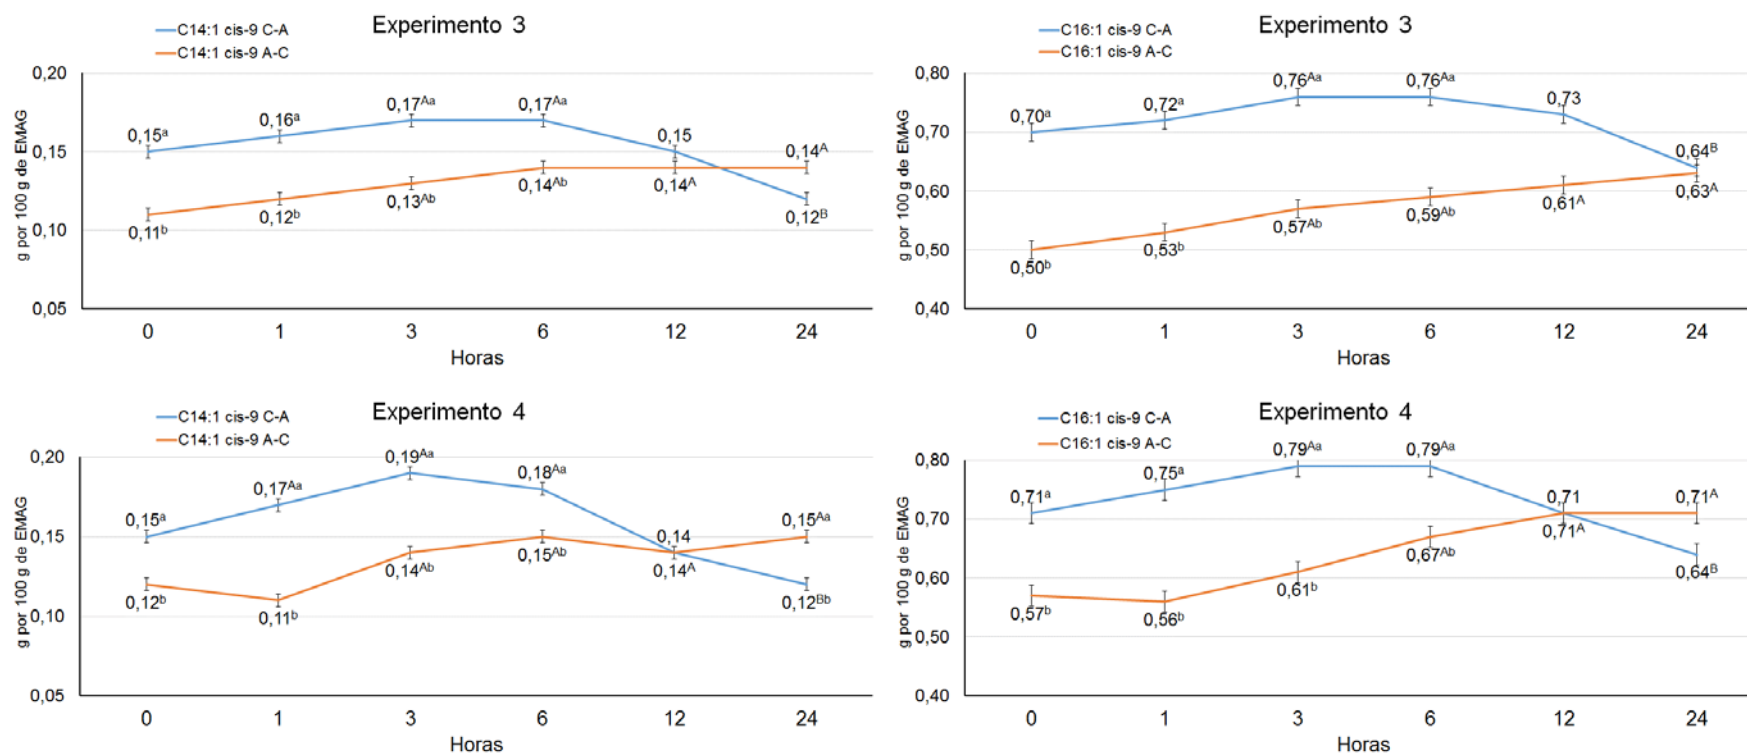 Experimento 3
C14:1 cis-9 C-A
C14:1 cis-9 A-C
g por 100 g de EMAG
0,20
0,15
0,10
0,05
0,15ᵃ
0,16ᵃ
0,17ᴬᵃ
0,17ᴬᵃ
0,15
0,12ᴮ
0,11ᵇ
0,12ᵇ
0,13ᴬᵇ
0,14ᴬᵇ
0,14ᴬ
0,14ᴬ
0 1 3 6 12 24
Horas
Experimento 3
C16:1 cis-9 C-A
C16:1 cis-9 A-C
g por 100 g de EMAG
0,80
0,70
0,60
0,50
0,40
0,70ᵃ
0,72ᵃ
0,76ᴬᵃ
0,76ᴬᵃ
0,73
0,64ᴮ
0,50ᵇ
0,53ᵇ
0,57ᴬᵇ
0,59ᴬᵇ
0,61ᴬ
0,63ᴬ
0 1 3 6 12 24
Horas
Experimento 4
C14:1 cis-9 C-A
C14:1 cis-9 A-C
g por 100 g de EMAG
0,20
0,15
0,10
0,05
0,15ᵃ
0,17ᴬᵃ
0,19ᴬᵃ
0,18ᴬᵃ
0,14
0,12ᴮᵇ
0,12ᵇ
0,11ᵇ
0,14ᴬᵇ
0,15ᴬᵇ
0,14ᴬ
0,15ᴬᵃ
0 1 3 6 12 24
Horas
Experimento 4
C16:1 cis-9 C-A
C16:1 cis-9 A-C
g por 100 g de EMAG
0,80
0,70
0,60
0,50
0,40
0,71ᵃ
0,75ᵃ
0,79ᴬᵃ
0,79ᴬᵃ
0,71
0,64ᴮ
0,57ᵇ
0,56ᵇ
0,61ᵇ
0,67ᴬᵇ
0,71ᴬ
0,71ᴬ
0 1 3 6 12 24
Horas